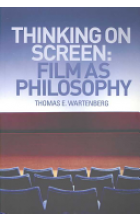 THINKING ON
SCREEN:
FILM AS
PHILOSOPHY
THOMAS E. WARTENBERG